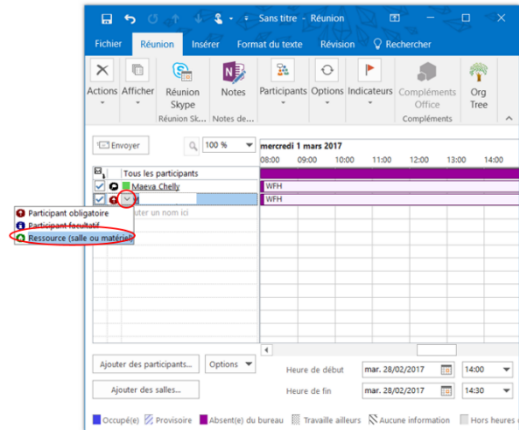 Sans titre - Réunion
Fichier Réunion Insérer Format du texte Révision Rechercher
Actions Afficher Réunion Skype Notes Participants Options Indicateurs Compléments Office Org Tree
Réunion Sk... Notes de... Compléments
Envoyer 100 % mercredi 1 mars 2017
08:00 09:00 10:00 11:00 12:00 13:00 14:00
Tous les participants
Maeva Chelly WFH
WFH
Participant obligatoire
Participant facultatif
Ressource (salle ou matériel)
uter un nom ici
Ajouter des participants... Options
Heure de début mar. 28/02/2017 14:00
Ajouter des salles...
Heure de fin mar. 28/02/2017 14:30
Occupé(e) Provisoire Absent(e) du bureau Travaille ailleurs Aucune information Hors heures